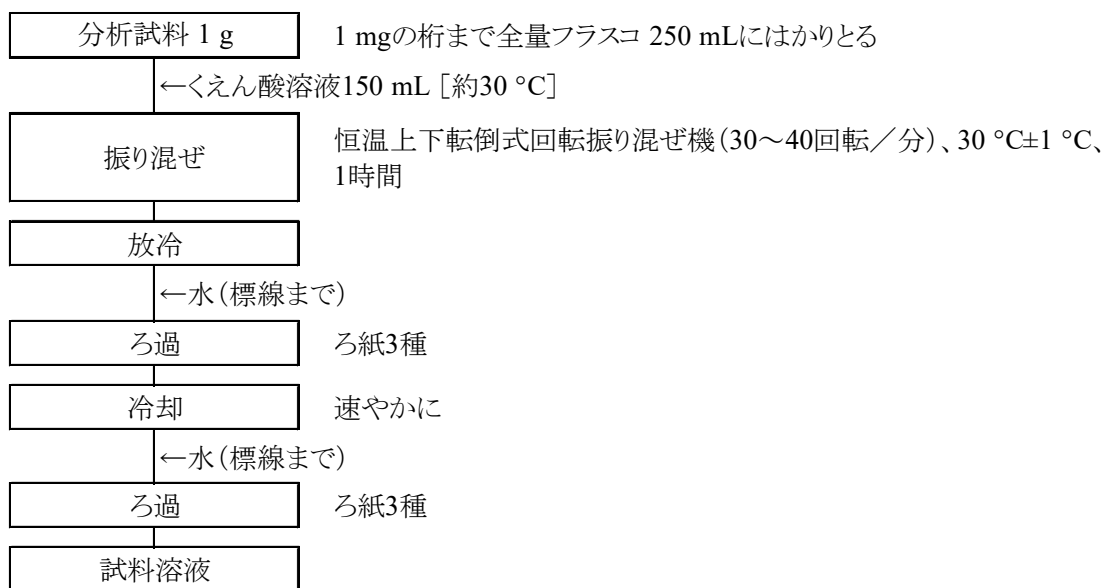 分析試料 1 g
1 mgの桁まで全量フラスコ 250 mLにはかりとる
←くえん酸溶液150 mL [約30 °C]
振り混ぜ
恒温上下転倒式回転振り混ぜ機(30～40回転／分)、30 °C±1 °C、
1時間
放冷
←水(標線まで)
ろ過
ろ紙3種
冷却
速やかに
←水(標線まで)
ろ過
ろ紙3種
試料溶液